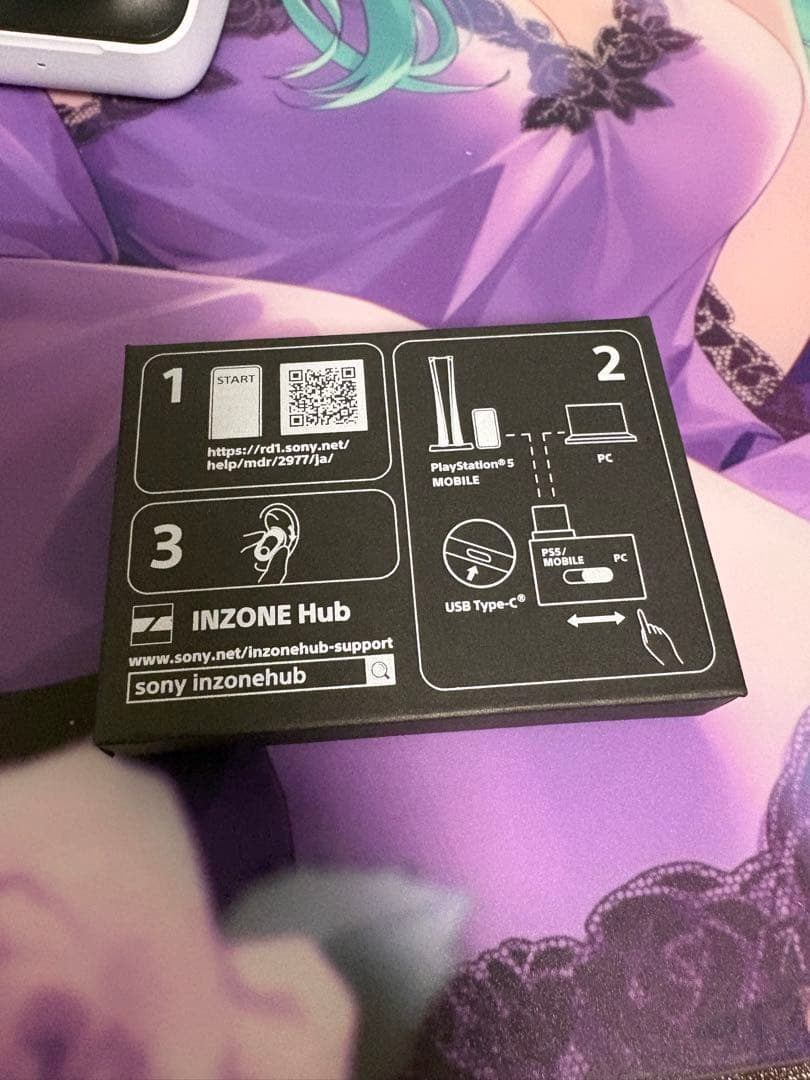 1
START
https://rd1.sony.net/
help/mdr/2977/ja/
2
PlayStation®5
MOBILE
PC
USB Type-C®
PS5/
MOBILE
PC
3
INZONE Hub
www.sony.net/inzonehub-support
sony inzonehub